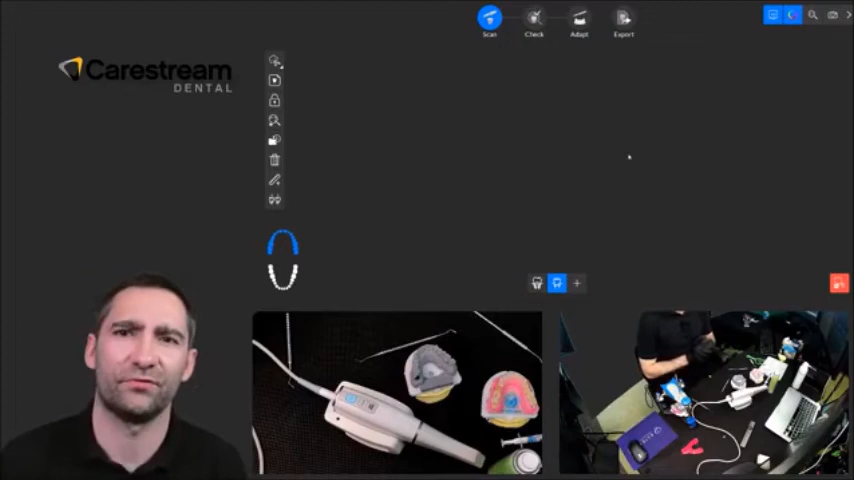 Scan
Check
Adapt
Export
Carestream
DENTAL